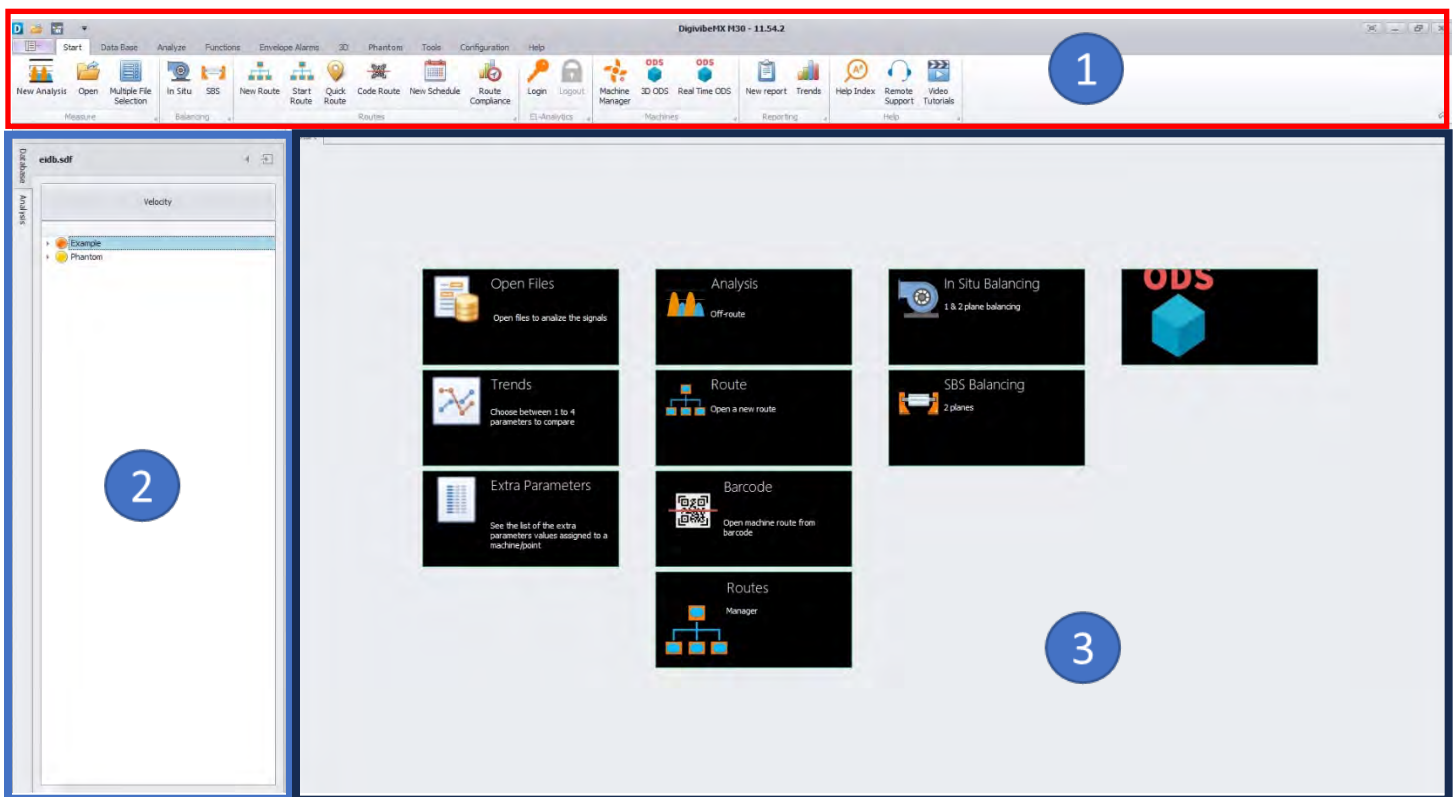 DigivibeMX M30 - 11.54.2
Start Data Base Analyze Functions Envelope Alarms 3D Phantom Tools Configuration Help
New Analysis Open Multiple File Selection In Situ SBS New Route Start Route Quick Route Code Route New Schedule Route Compliance Login Logout Machine Manager ODS 3D ODS ODS Real Time ODS New report Trends Help Index Remote Support Video Tutorials
Measure Balancing Routes EI-Analytics Machines Reporting Help
1
Database
Analysis
eidb.sdf
Velocity
Example
Phantom
2
Open Files
Open files to analize the signals
Analysis
Off-route
In Situ Balancing
1 & 2 plane balancing
ODS
Trends
Choose between 1 to 4
parameters to compare
Route
Open a new route
SBS Balancing
2 planes
Extra Parameters
See the list of the extra
parameters values assigned to a
machine/point
Barcode
Open machine route from
barcode
Routes
Manager
3